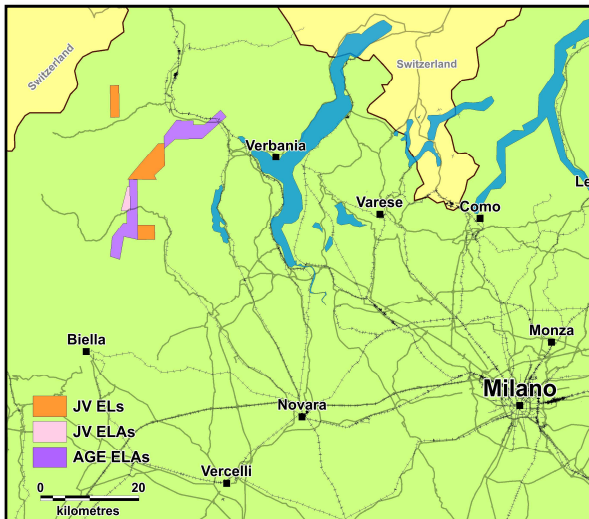 Switzerland
Switzerland
Verbania
Varese
Como
Le
Biella
Monza
Milano
JV ELs
JV ELAs
AGE ELAs
Novara
Vercelli
0 20
kilometres